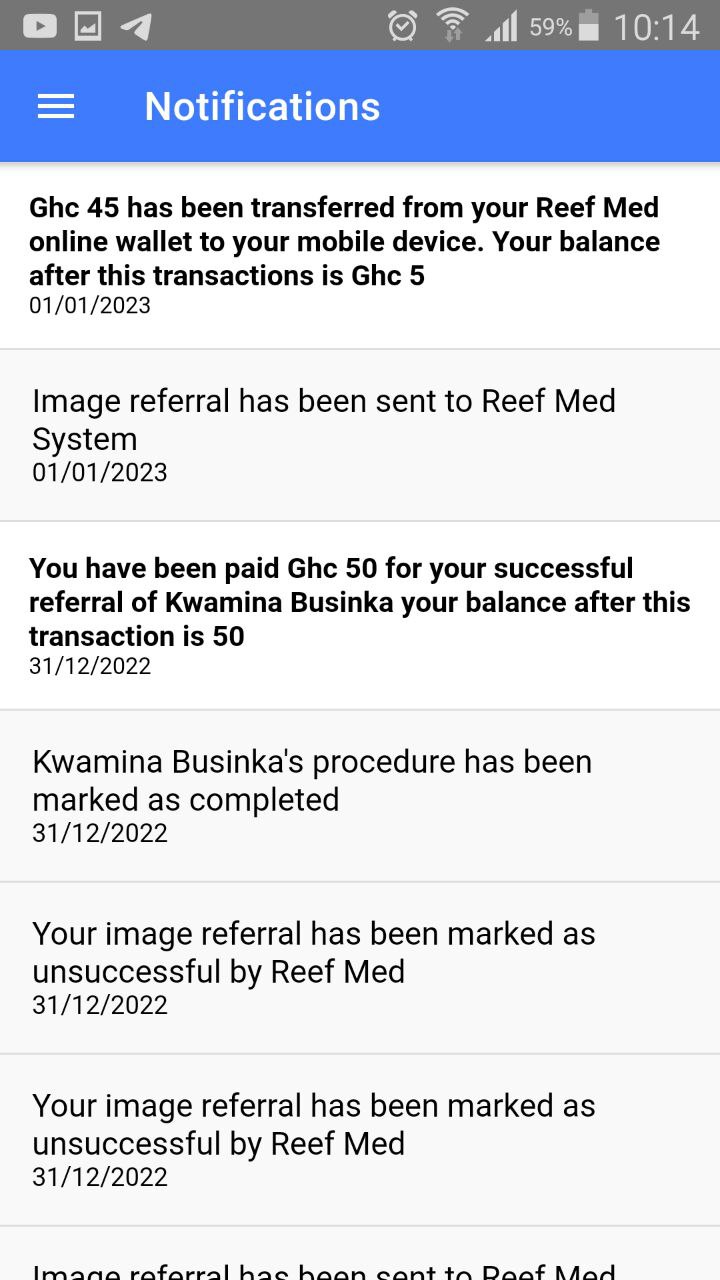 59% 10:14
Notifications
Ghc 45 has been transferred from your Reef Med
online wallet to your mobile device. Your balance
after this transactions is Ghc 5
01/01/2023
Image referral has been sent to Reef Med
System
01/01/2023
You have been paid Ghc 50 for your successful
referral of Kwamina Businka your balance after this
transaction is 50
31/12/2022
Kwamina Businka's procedure has been
marked as completed
31/12/2022
Your image referral has been marked as
unsuccessful by Reef Med
31/12/2022
Your image referral has been marked as
unsuccessful by Reef Med
31/12/2022
Image referral has been sent to Reef Med